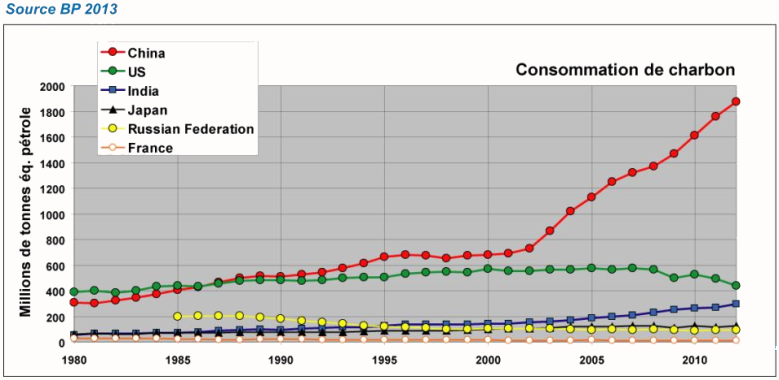 Source BP 2013
China
US
India
Japan
Russian Federation
France
Consommation de charbon
Millions de tonnes éq. pétrole
2000
1800
1600
1400
1200
1000
800
600
400
200
0
1980
1985
1990
1995
2000
2005
2010